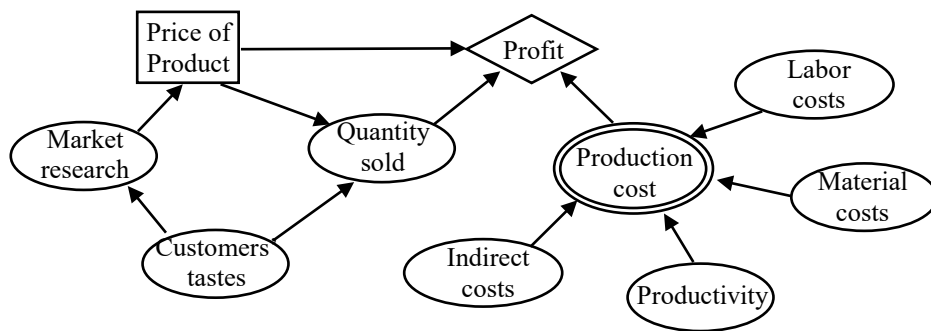 Price of
Product
Profit
Labor
costs
Market
research
Quantity
sold
Production
cost
Material
costs
Customers
tastes
Indirect
costs
Productivity